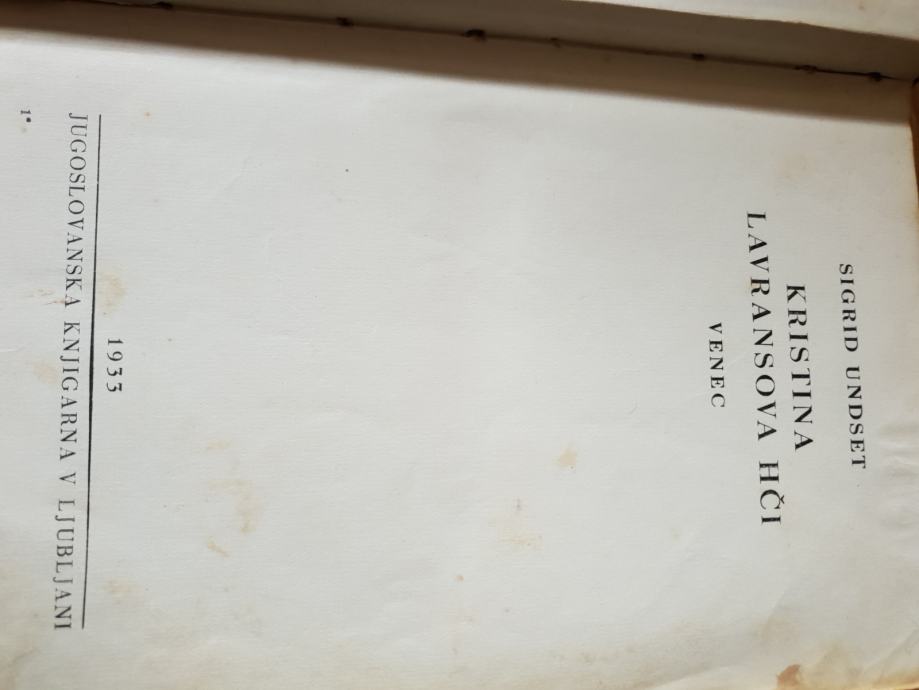 SIGRID UNDSET
KRISTINA
LAVRANSOVA HČI
VENEC
1933
JUGOSLOVANSKA KNJIGARNA V LJUBLJANI
1*